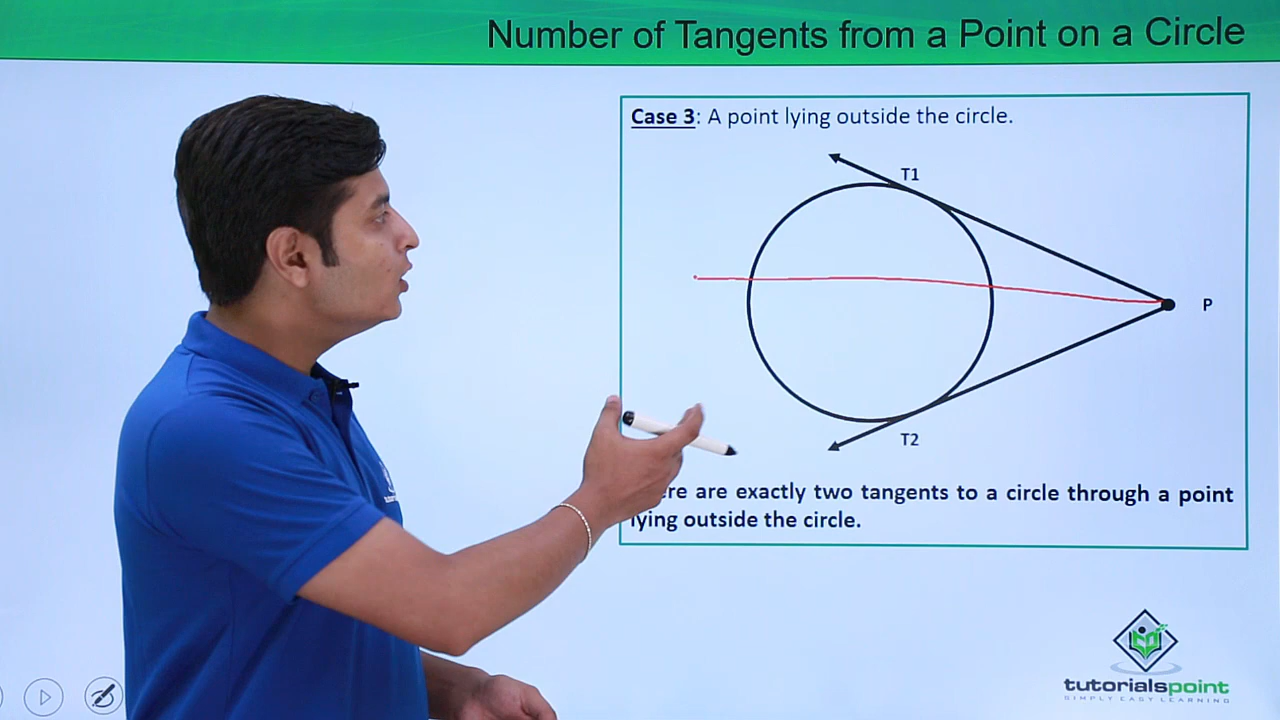 Number of Tangents from a Point on a Circle
Case 3: A point lying outside the circle.
T1
P
T2
ere are exactly two tangents to a circle through a point
lying outside the circle.
tutorialspoint
SIMPLY EASY LEARNING